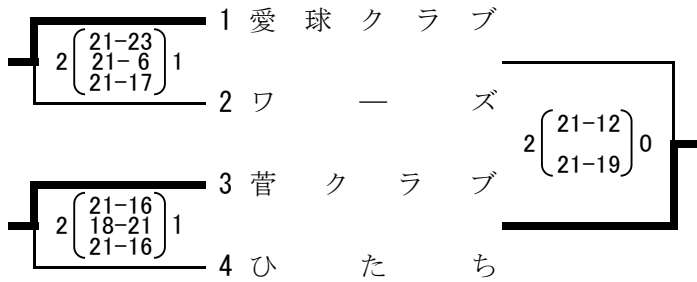 1 愛球クラブ
2 ( 21-23 21- 6 21-17 ) 1
2 ワーズ
2 ( 21-12 21-19 ) 0
3 菅クラブ
2 ( 21-16 18-21 21-16 ) 1
4 ひたち